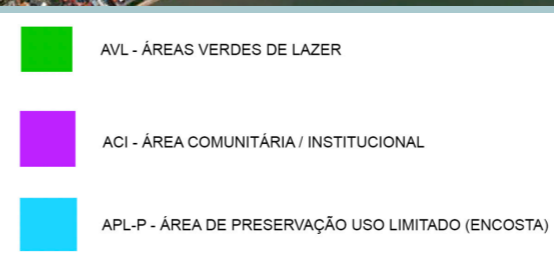 AVL - ÁREAS VERDES DE LAZER
ACI - ÁREA COMUNITÁRIA / INSTITUCIONAL
APL-P - ÁREA DE PRESERVAÇÃO USO LIMITADO (ENCOSTA)